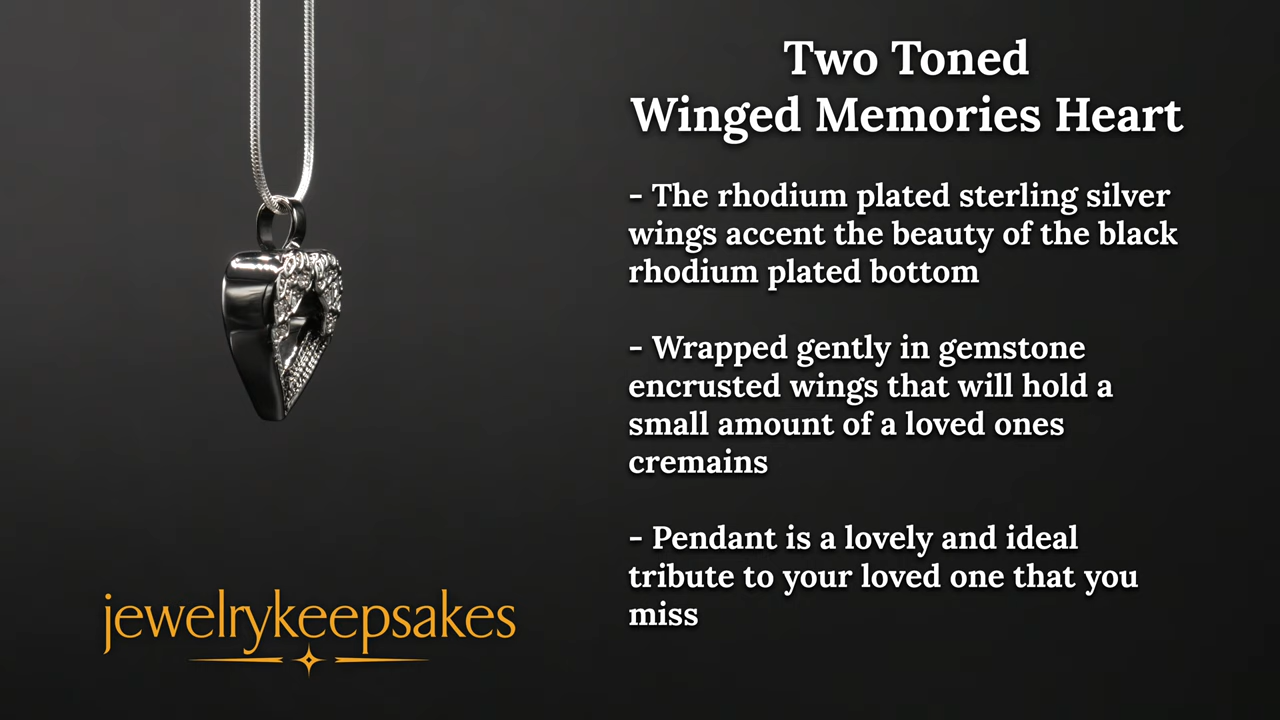 Two Toned
Winged Memories Heart
- The rhodium plated sterling silver
wings accent the beauty of the black
rhodium plated bottom
- Wrapped gently in gemstone
encrusted wings that will hold a
small amount of a loved ones
cremains
- Pendant is a lovely and ideal
tribute to your loved one that you
miss
jewelrykeepsakes